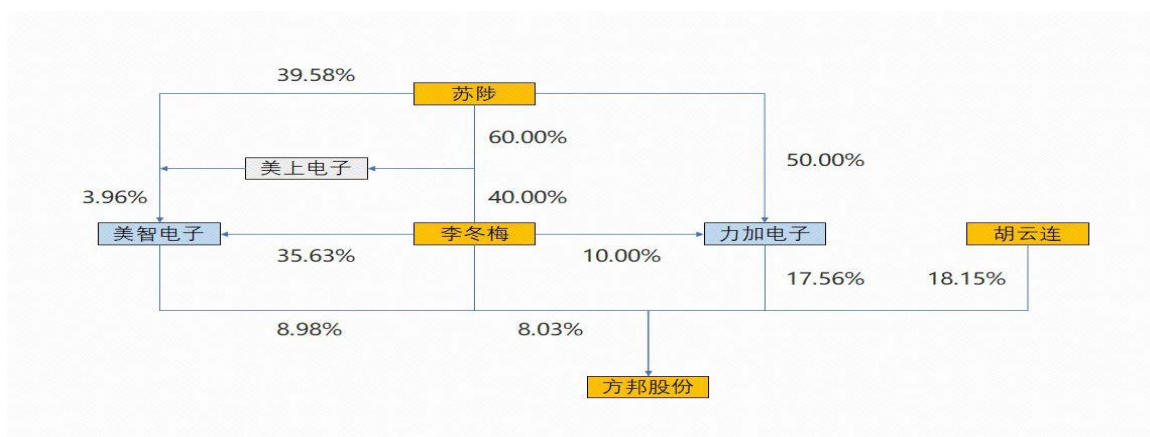 39.58%
苏陟
60.00%
50.00%
美上电子
3.96%
40.00%
美智电子
李冬梅
力加电子
胡云连
35.63%
10.00%
17.56%
18.15%
8.98%
8.03%
方邦股份